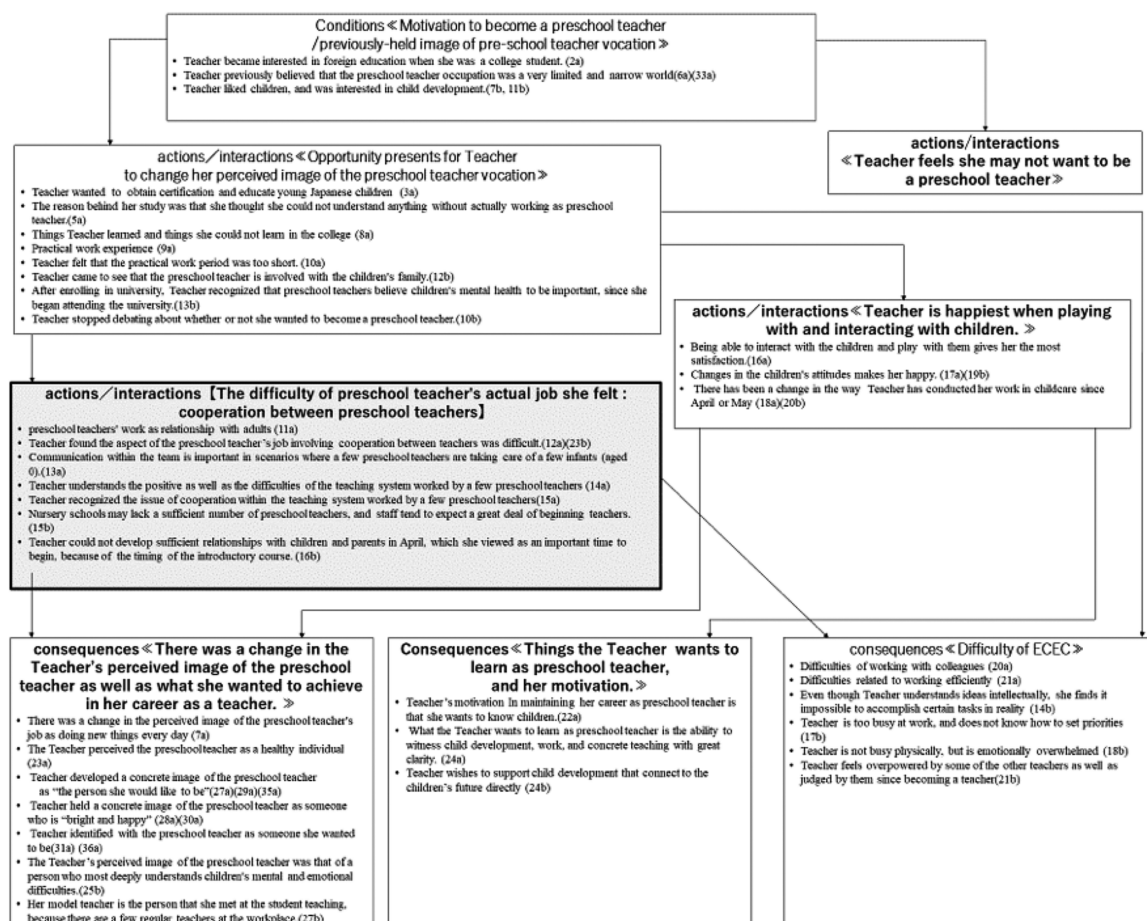 Conditions≪Motivation to become a preschool teacher
/previously-held image of pre-school teacher vocation≫
• Teacher became interested in foreign education when she was a college student. (2a)
• Teacher previously believed that the preschool teacher occupation was a very limited and narrow world(6a)(33a)
• Teacher liked children, and was interested in child development.(7b, 11b)
actions/interactions
≪Teacher feels she may not want to be
a preschool teacher≫
actions／interactions≪Opportunity presents for Teacher
to change her perceived image of the preschool teacher vocation≫
• Teacher wanted to obtain certification and educate young Japanese children (3a)
• The reason behind her study was that she thought she could not understand anything without actually working as preschool
teacher.(5a)
• Things Teacher learned and things she could not learn in the college (8a)
• Practical work experience (9a)
• Teacher felt that the practical work period was too short. (10a)
• Teacher came to see that the preschool teacher is involved with the children's family.(12b)
• After enrolling in university, Teacher recognized that preschool teachers believe children's mental health to be important, since she
began attending the university.(13b)
• Teacher stopped debating about whether or not she wanted to become a preschool teacher.(10b)
actions／interactions≪Teacher is happiest when playing
with and interacting with children. ≫
• Being able to interact with the children and play with them gives her the most
satisfaction.(16a)
• Changes in the children's attitudes makes her happy. (17a)(19b)
• There has been a change in the way Teacher has conducted her work in childcare since
April or May (18a)(20b)
actions／interactions【The difficulty of preschool teacher's actual job she felt :
cooperation between preschool teachers】
• preschool teachers' work as relationship with adults (11a)
• Teacher found the aspect of the preschool teacher's job involving cooperation between teachers was difficult.(12a)(23b)
• Communication within the team is important in scenarios where a few preschool teachers are taking care of a few infants (aged
0).(13a)
• Teacher understands the positive as well as the difficulties of the teaching system worked by a few preschool teachers (14a)
• Teacher recognized the issue of cooperation within the teaching system worked by a few preschool teachers(15a)
• Nursery schools may lack a sufficient number of preschool teachers, and staff tend to expect a great deal of beginning teachers.
(15b)
• Teacher could not develop sufficient relationships with children and parents in April, which she viewed as an important time to
begin, because of the timing of the introductory course. (16b)
consequences≪There was a change in the
Teacher's perceived image of the preschool
teacher as well as what she wanted to achieve
in her career as a teacher. ≫
• There was a change in the perceived image of the preschool teacher's
job as doing new things every day (7a)
• The Teacher perceived the preschool teacher as a healthy individual
(23a)
• Teacher developed a concrete image of the preschool teacher
as "the person she would like to be"(27a)(29a)(35a)
• Teacher held a concrete image of the preschool teacher as someone
who is "bright and happy" (28a)(30a)
• Teacher identified with the preschool teacher as someone she wanted
to be(31a) (36a)
• The Teacher's perceived image of the preschool teacher was that of a
person who most deeply understands children's mental and emotional
difficulties.(25b)
• Her model teacher is the person that she met at the student teaching,
because there are a few regular teachers at the workplace.(27b)
Consequences≪Things the Teacher wants to
learn as preschool teacher,
and her motivation. ≫
• Teacher's motivation In maintaining her career as preschool teacher is
that she wants to know children.(22a)
• What the Teacher wants to learn as preschool teacher is the ability to
witness child development, work, and concrete teaching with great
clarity. (24a)
• Teacher wishes to support child development that connect to the
children's future directly (24b)
consequences≪Difficulty of ECEC≫
• Difficulties of working with colleagues (20a)
• Difficulties related to working efficiently (21a)
• Even though Teacher understands ideas intellectually, she finds it
impossible to accomplish certain tasks in reality (14b)
• Teacher is too busy at work, and does not know how to set priorities
(17b)
• Teacher is not busy physically, but is emotionally overwhelmed (18b)
• Teacher feels overpowered by some of the other teachers as well as
judged by them since becoming a teacher(21b)